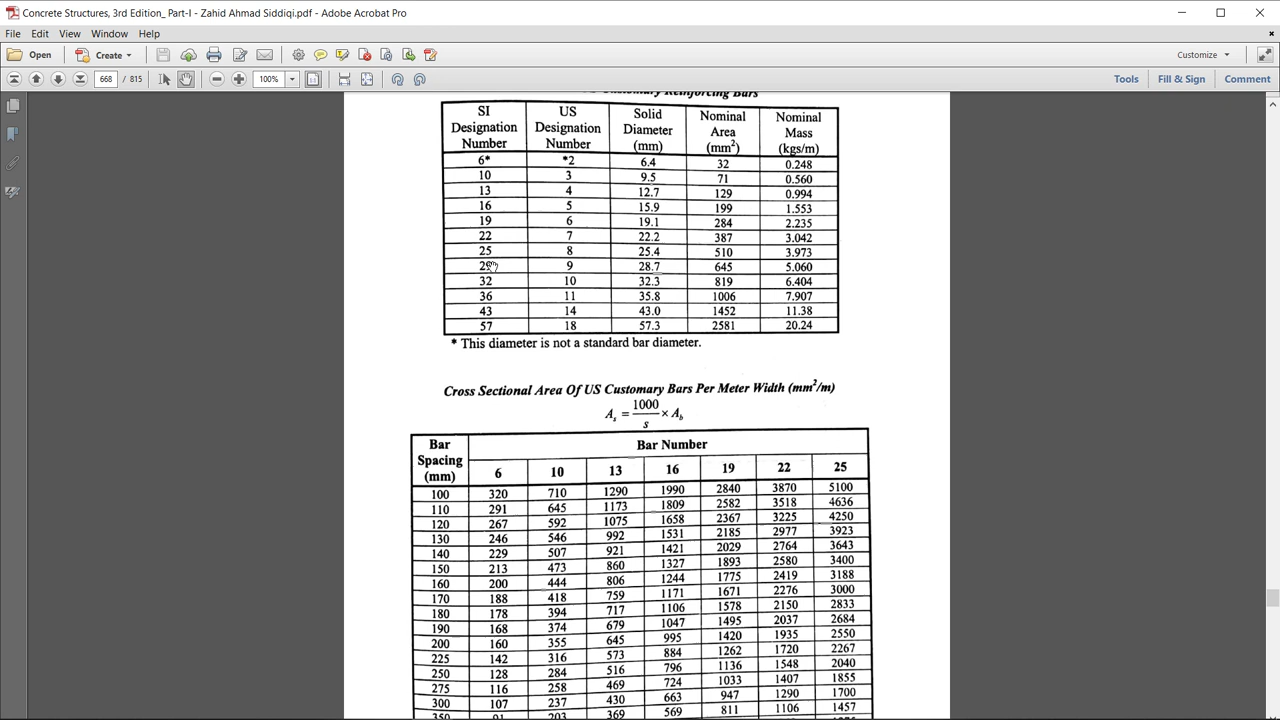 Concrete Structures, 3rd Edition_ Part-I - Zahid Ahmad Siddiqi.pdf - Adobe Acrobat Pro
File Edit View Window Help
Open Create Customize
668 / 815 100% Tools Fill & Sign Comment
Customary Reinforcing Bars
SI Designation Number US Designation Number Solid Diameter (mm) Nominal Area (mm²) Nominal Mass (kgs/m)
6* *2 6.4 32 0.248
10 3 9.5 71 0.560
13 4 12.7 129 0.994
16 5 15.9 199 1.553
19 6 19.1 284 2.235
22 7 22.2 387 3.042
25 8 25.4 510 3.973
29 9 28.7 645 5.060
32 10 32.3 819 6.404
36 11 35.8 1006 7.907
43 14 43.0 1452 11.38
57 18 57.3 2581 20.24
* This diameter is not a standard bar diameter.
Cross Sectional Area Of US Customary Bars Per Meter Width (mm²/m)
A_s = 1000/s × A_b
Bar Spacing (mm) Bar Number
6 10 13 16 19 22 25
100 320 710 1290 1990 2840 3870 5100
110 291 645 1173 1809 2582 3518 4636
120 267 592 1075 1658 2367 3225 4250
130 246 546 992 1531 2185 2977 3923
140 229 507 921 1421 2029 2764 3643
150 213 473 860 1327 1893 2580 3400
160 200 444 806 1244 1775 2419 3188
170 188 418 759 1171 1671 2276 3000
180 178 394 717 1106 1578 2150 2833
190 168 374 679 1047 1495 2037 2684
200 160 355 645 995 1420 1935 2550
225 142 316 573 884 1262 1720 2267
250 128 284 516 796 1136 1548 2040
275 116 258 469 724 1033 1407 1855
300 107 237 430 663 947 1290 1700
350 91 203 369 569 811 1106 1457